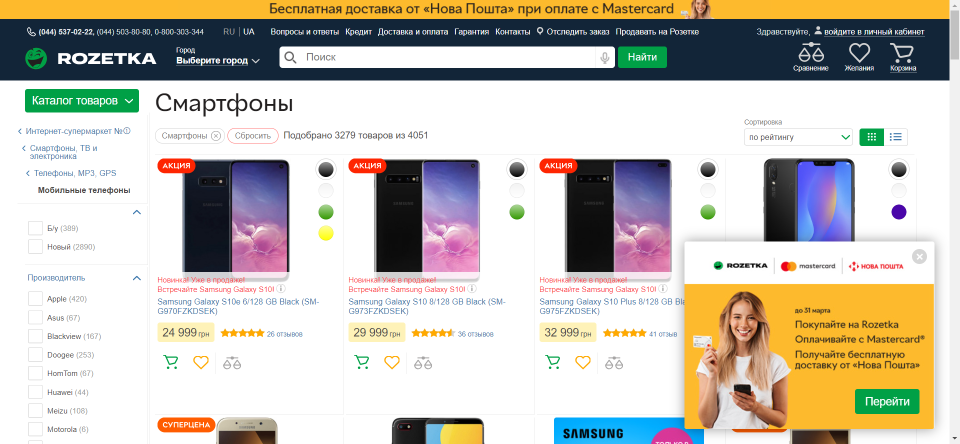 Бесплатная доставка от «Нова Пошта» при оплате с Mastercard
(044) 537-02-22, (044) 503-80-80, 0-800-303-344
RU | UA
Вопросы и ответы Кредит Доставка и оплата Гарантия Контакты Отследить заказ Продавать на Розетке
Здравствуйте, войдите в личный кабинет
ROZETKA
Город
Выберите город
Поиск
Найти
Сравнение
Желания
Корзина
Каталог товаров
Смартфоны
Интернет-супермаркет №1
Смартфоны, ТВ и
электроника
Телефоны, MP3, GPS
Мобильные телефоны
Смартфоны
Сбросить
Подобрано 3279 товаров из 4051
Сортировка
по рейтингу
Б/у (389)
Новый (2890)
Производитель
Apple (420)
Asus (67)
Blackview (167)
Doogee (253)
HomTom (67)
Huawei (44)
Meizu (108)
Motorola (6)
АКЦИЯ
SAMSUNG
Новинка! Уже в продаже!
Встречайте Samsung Galaxy S10!
Samsung Galaxy S10e 6/128 GB Black (SM-
G970FZKDSEK)
24 999 грн
26 отзывов
АКЦИЯ
SAMSUNG
Новинка! Уже в продаже!
Встречайте Samsung Galaxy S10!
Samsung Galaxy S10 8/128 GB Black (SM-
G973FZKDSEK)
29 999 грн
36 отзывов
АКЦИЯ
SAMSUNG
Новинка! Уже в продаже!
Встречайте Samsung Galaxy S10!
Samsung Galaxy S10 Plus 8/128 GB Black (SM-
G975FZKDSEK)
32 999 грн
41 отзыв
ROZETKA mastercard НОВА ПОШТА
до 31 марта
Покупайте на Rozetka
Оплачивайте с Mastercard®
Получайте бесплатную
доставку от «Нова Пошта»
Перейти
СУПЕРЦЕНА
SAMSUNG
ТОЛЬКО В